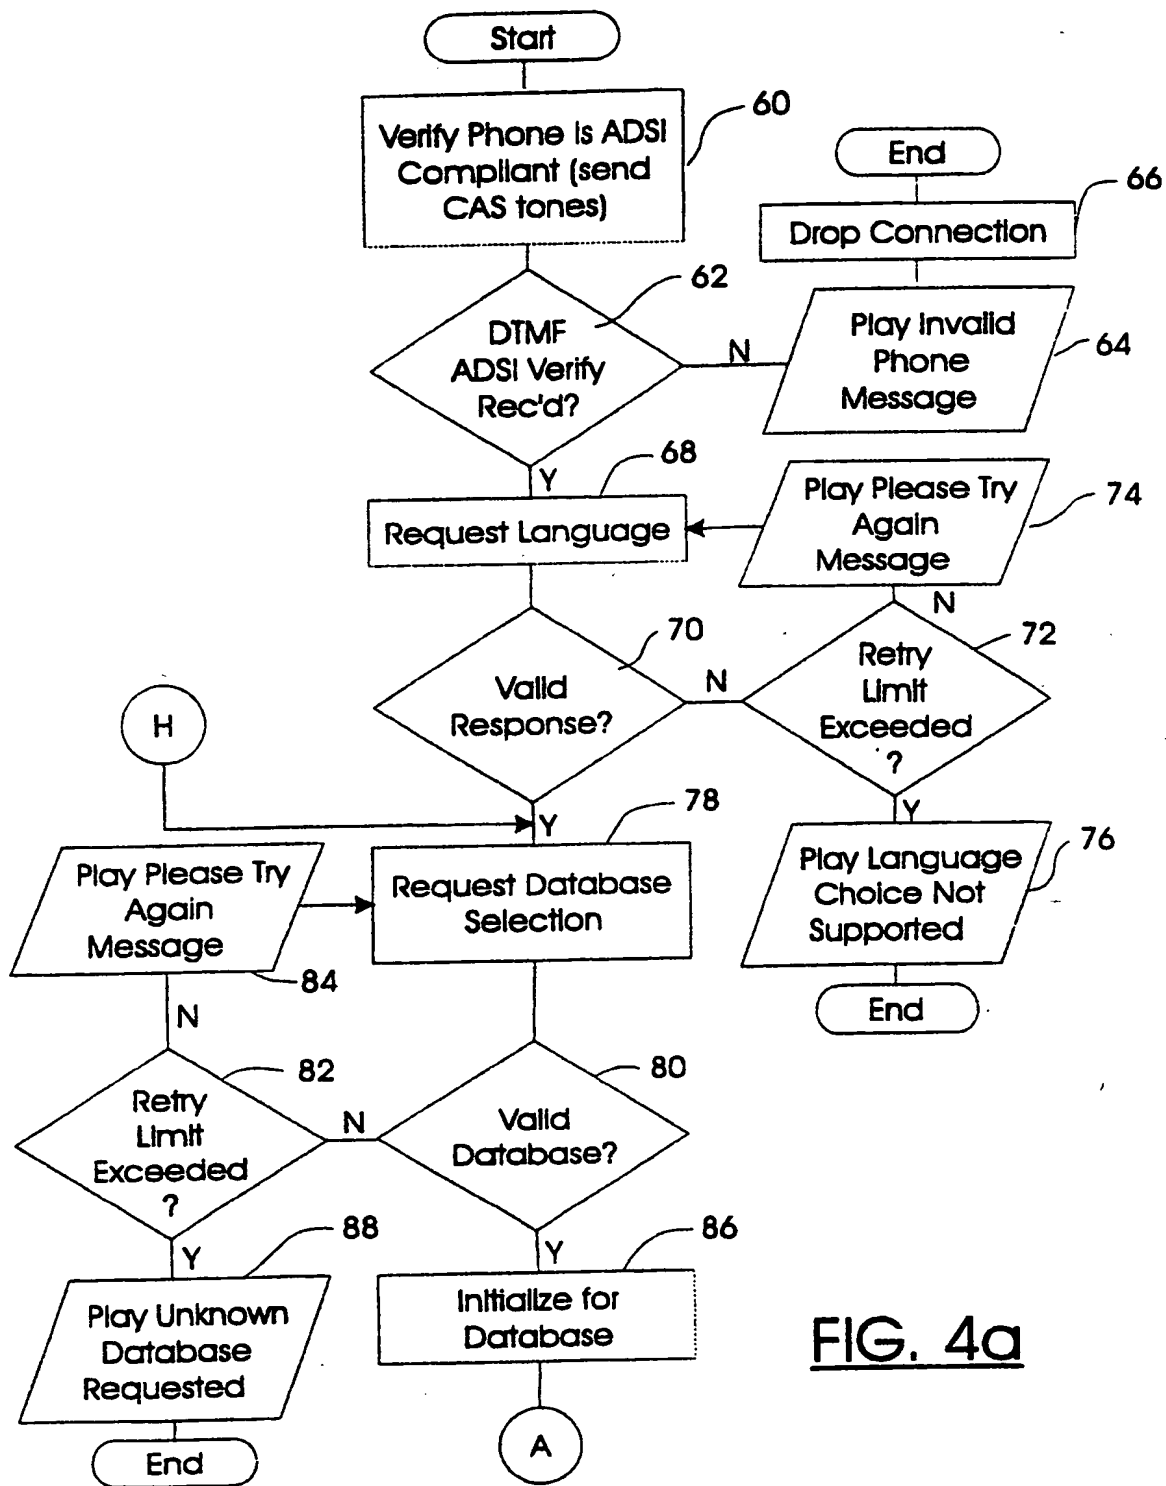 Start
Verify Phone is ADSI
Compliant (send
CAS tones)
60
End
66
Drop Connection
62
DTMF
ADSI Verify
Rec'd?
N
Play Invalid
Phone
Message
64
Y
68
Request Language
Play Please Try
Again
Message
74
N
70
Valid
Response?
N
72
Retry
Limit
Exceeded
?
H
Y
78
Y
Play Please Try
Again
Message
84
Request Database
Selection
Play Language
Choice Not
Supported
76
End
N
82
Retry
Limit
Exceeded
?
N
80
Valid
Database?
Y
88
Y
86
Play Unknown
Database
Requested
Initialize for
Database
End
A
FIG. 4a